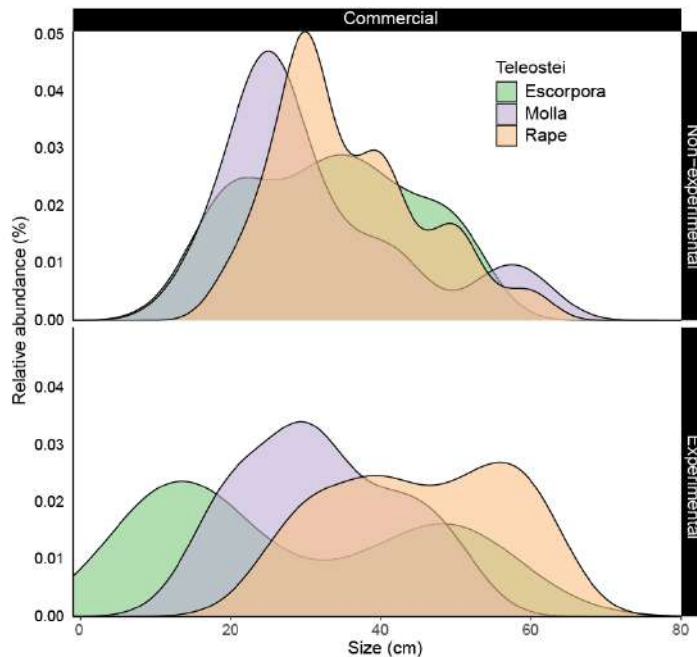 Commercial
0.05
0.04
0.03
0.02
0.01
0.00
Teleostei
Escorpora
Molla
Rape
Non-experimental
Relative abundance (%)
0.04
0.03
0.02
0.01
0.00
Experimental
0
20
40
60
80
Size (cm)